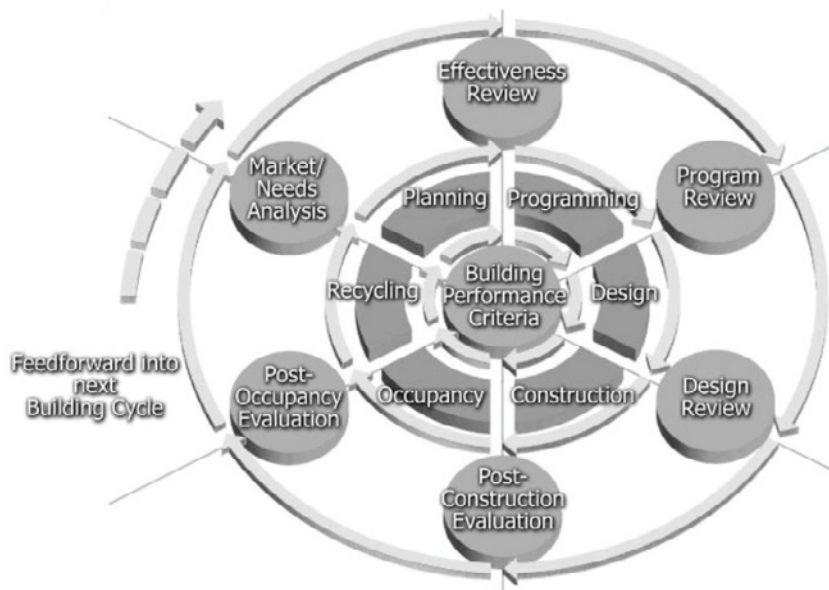 Effectiveness
Review
Market/
Needs
Analysis
Program
Review
Planning
Programming
Building
Performance
Criteria
Recycling
Design
Feedforward into
next
Building Cycle
Post-
Occupancy
Evaluation
Occupancy
Construction
Design
Review
Post-
Construction
Evaluation